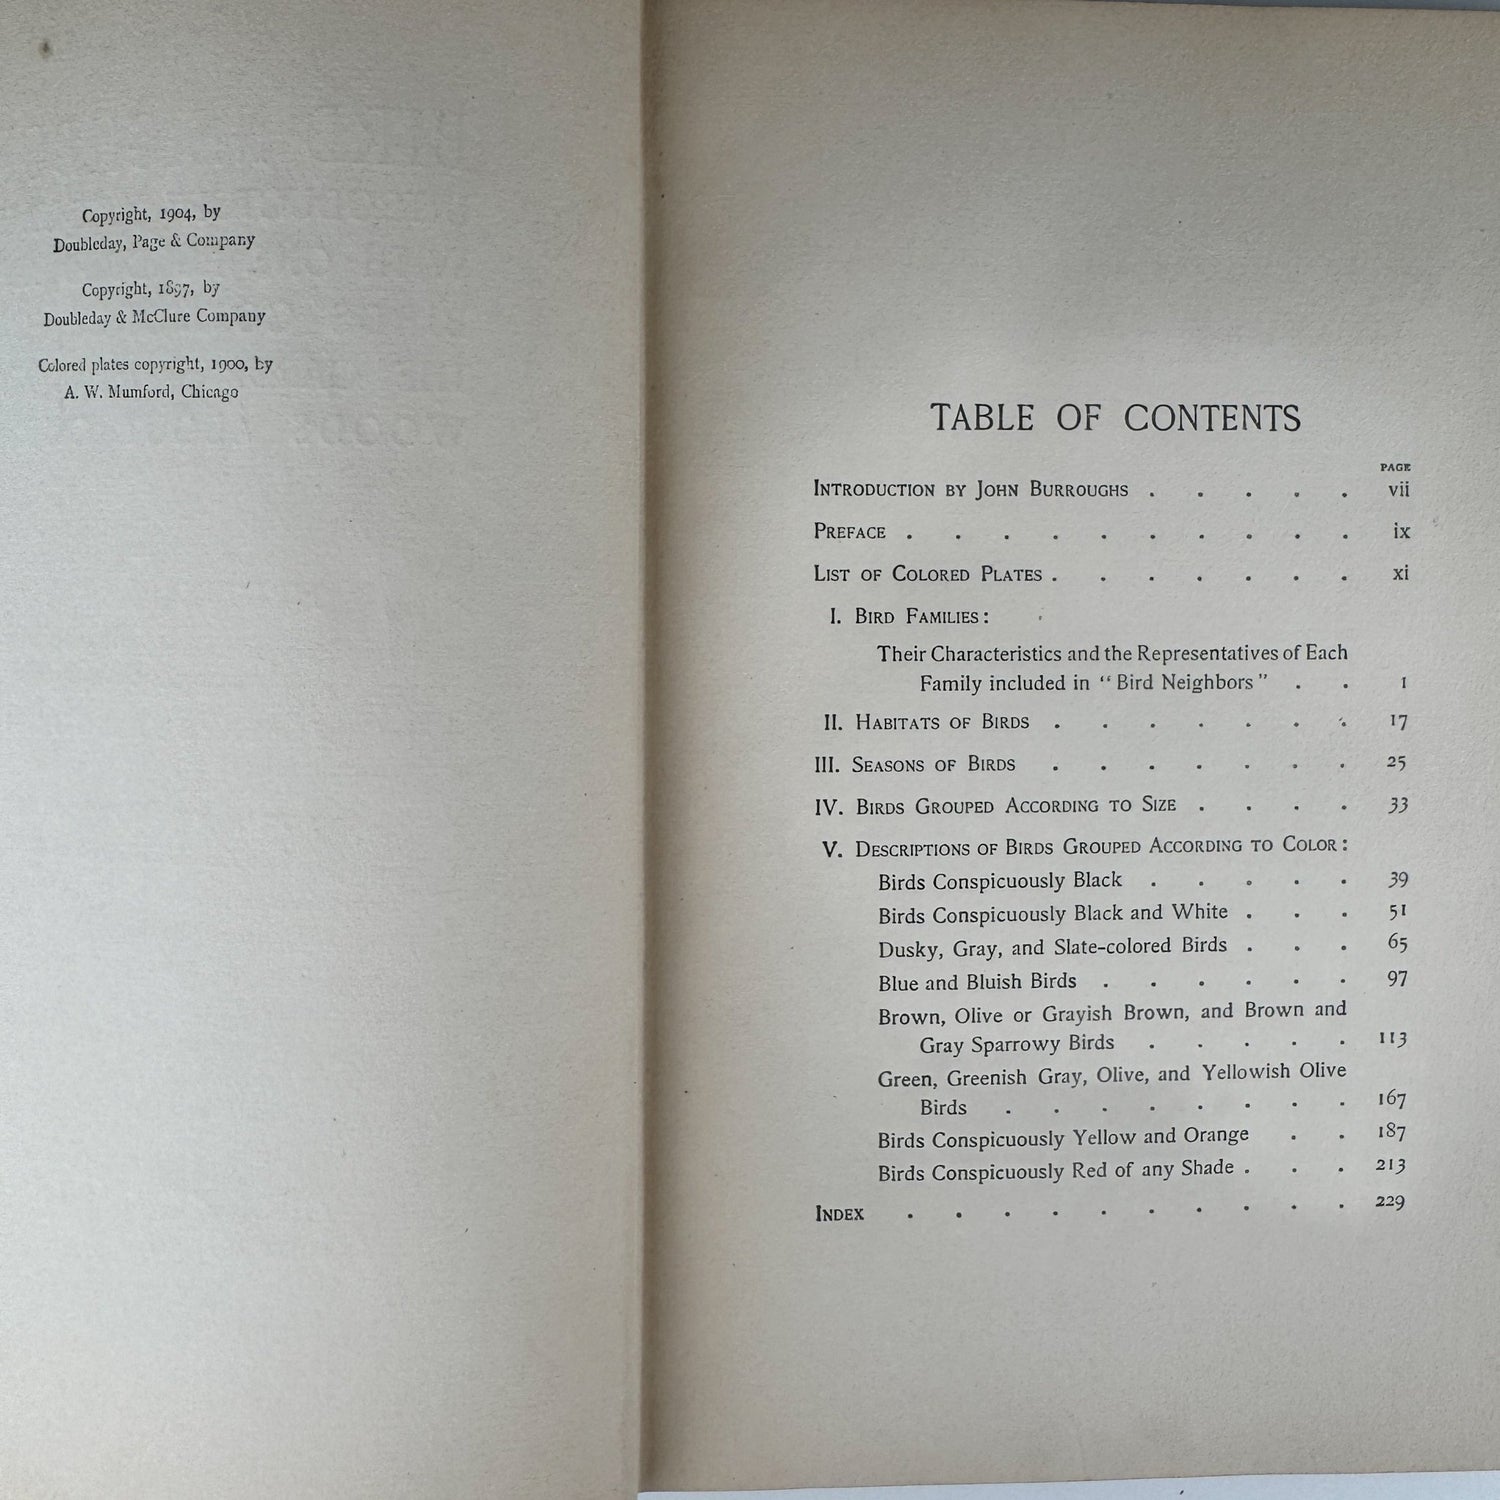 Copyright, 1904, by
Doubleday, Page & Company
Copyright, 1897, by
Doubleday & McClure Company
Colored plates copyright, 1900, by
A. W. Mumford, Chicago
TABLE OF CONTENTS
PAGE
INTRODUCTION BY JOHN BURROUGHS . . . . . vii
PREFACE . . . . . . . . . . ix
LIST OF COLORED PLATES . . . . . . . xi
I. BIRD FAMILIES:
Their Characteristics and the Representatives of Each
Family included in "Bird Neighbors" . . 1
II. HABITATS OF BIRDS . . . . . . . 17
III. SEASONS OF BIRDS . . . . . . . 25
IV. BIRDS GROUPED ACCORDING TO SIZE . . . . 33
V. DESCRIPTIONS OF BIRDS GROUPED ACCORDING TO COLOR:
Birds Conspicuously Black . . . . . 39
Birds Conspicuously Black and White . . . 51
Dusky, Gray, and Slate-colored Birds . . . 65
Blue and Bluish Birds . . . . . . 97
Brown, Olive or Grayish Brown, and Brown and
Gray Sparrowy Birds . . . . . 113
Green, Greenish Gray, Olive, and Yellowish Olive
Birds . . . . . . . . 167
Birds Conspicuously Yellow and Orange . . 187
Birds Conspicuously Red of any Shade . . . 213
INDEX . . . . . . . . . . 229